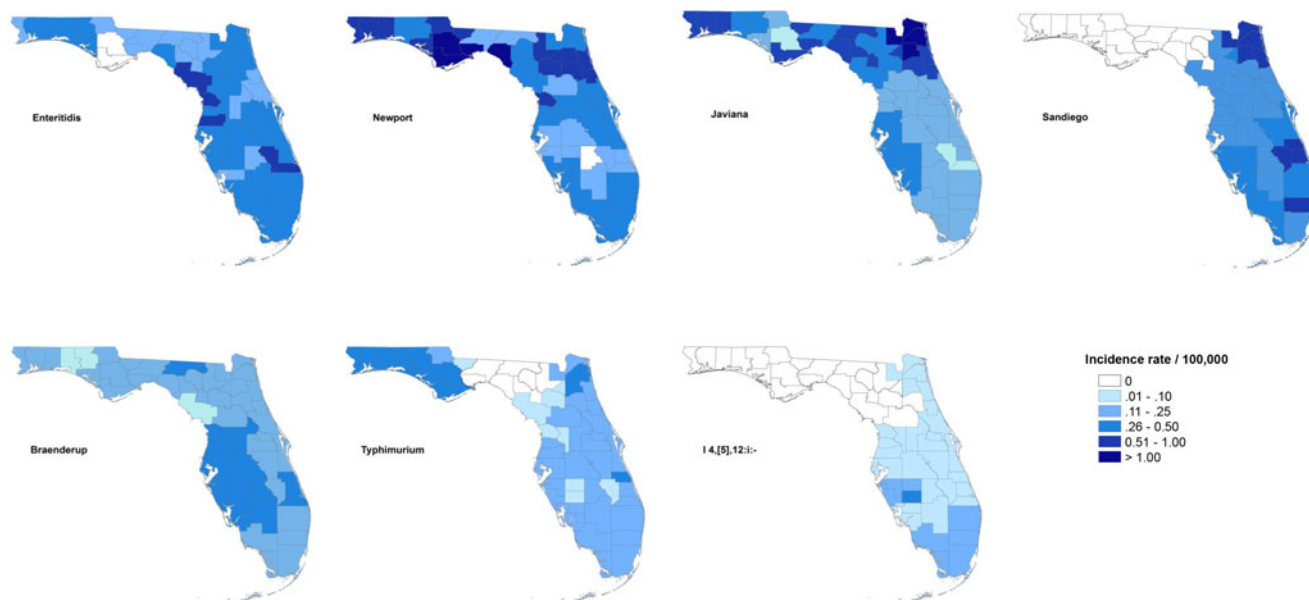 Enteritidis
Newport
Javiana
Sandiego
Braenderup
Typhimurium
I 4,[5],12:i:-
Incidence rate / 100,000
0
.01 - .10
.11 - .25
.26 - 0.50
0.51 - 1.00
> 1.00